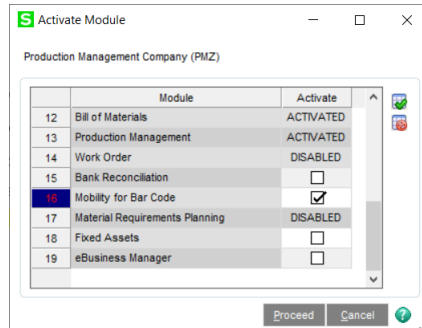 S Activate Module
Production Management Company (PMZ)
Module Activate
12 Bill of Materials ACTIVATED
13 Production Management ACTIVATED
14 Work Order DISABLED
15 Bank Reconciliation
16 Mobility for Bar Code
17 Material Requirements Planning DISABLED
18 Fixed Assets
19 eBusiness Manager
Proceed Cancel ?